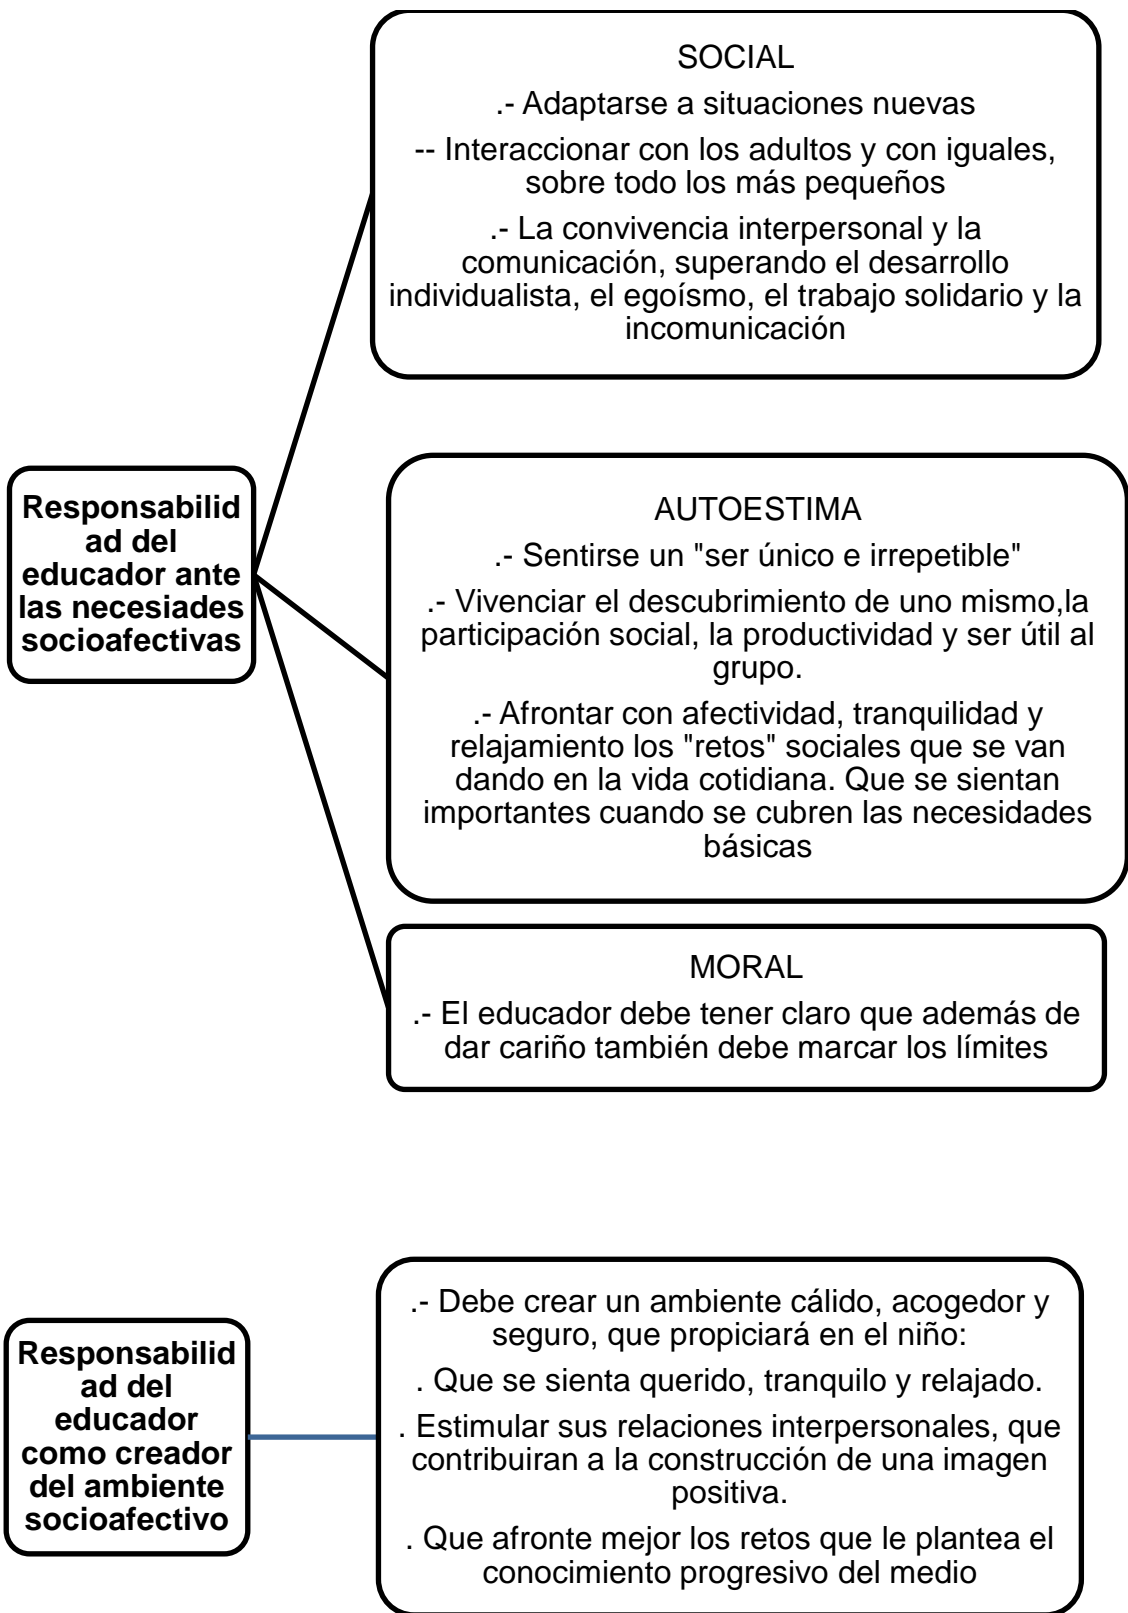 SOCIAL
.- Adaptarse a situaciones nuevas
-- Interaccionar con los adultos y con iguales,
sobre todo los más pequeños
.- La convivencia interpersonal y la
comunicación, superando el desarrollo
individualista, el egoísmo, el trabajo solidario y la
incomunicación
Responsabilid
ad del
educador ante
las necesiades
socioafectivas
AUTOESTIMA
.- Sentirse un "ser único e irrepetible"
.- Vivenciar el descubrimiento de uno mismo,la
participación social, la productividad y ser útil al
grupo.
.- Afrontar con afectividad, tranquilidad y
relajamiento los "retos" sociales que se van
dando en la vida cotidiana. Que se sientan
importantes cuando se cubren las necesidades
básicas
MORAL
.- El educador debe tener claro que además de
dar cariño también debe marcar los límites
Responsabilid
ad del
educador
como creador
del ambiente
socioafectivo
.- Debe crear un ambiente cálido, acogedor y
seguro, que propiciará en el niño:
. Que se sienta querido, tranquilo y relajado.
. Estimular sus relaciones interpersonales, que
contribuiran a la construcción de una imagen
positiva.
. Que afronte mejor los retos que le plantea el
conocimiento progresivo del medio